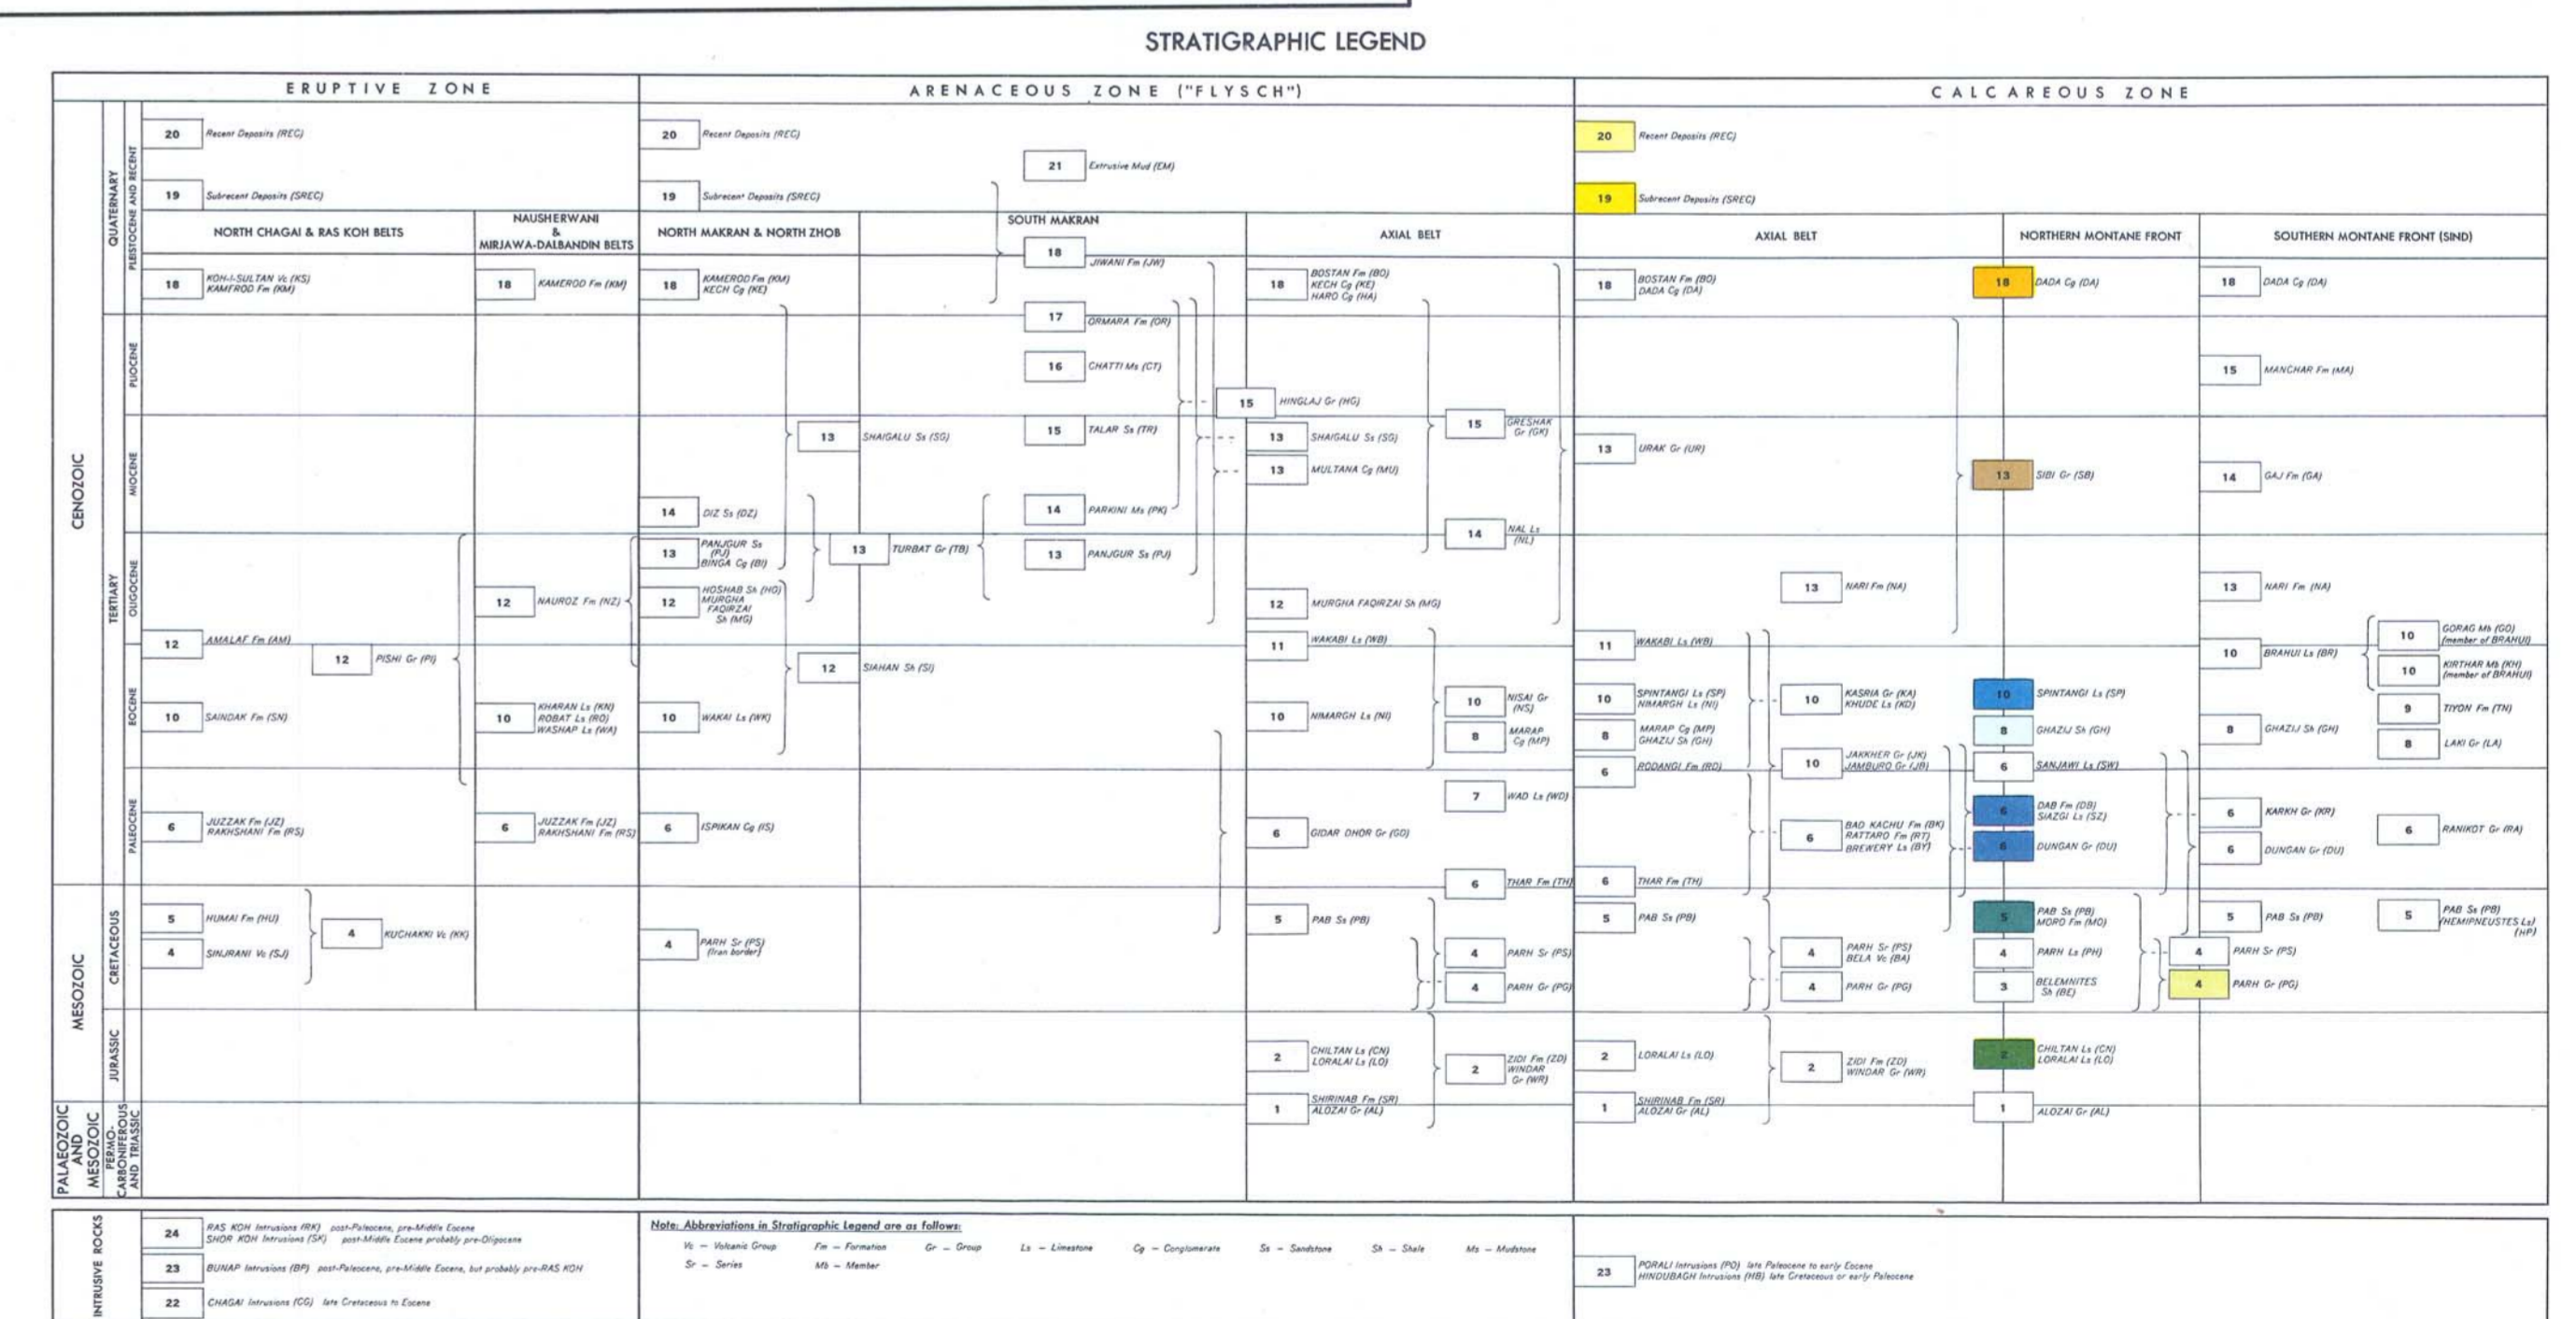 STRATIGRAPHIC LEGEND
ERUPTIVE ZONE
ARENACEOUS ZONE ("FLYSCH")
CALCAREOUS ZONE
CENOZOIC
MESOZOIC
PALAEOZOIC
AND
MESOZOIC
QUATERNARY
TERTIARY
CRETACEOUS
JURASSIC
PERMO-
CARBONIFEROUS
AND TRIASSIC
PLEISTOCENE AND RECENT
PLIOCENE
MIOCENE
OLIGOCENE
EOCENE
PALEOCENE
20 Recent Deposits (REC)
19 Subrecent Deposits (SREC)
NORTH CHAGAI & RAS KOH BELTS
18 KOH-I-SULTAN Vc (KS)
KAMEROD Fm (KM)
12 AMALAF Fm (AM)
12 PISHI Gr (PI)
10 SAINDAK Fm (SN)
6 JUZZAK Fm (JZ)
RAKHSHANI Fm (RS)
5 HUMAI Fm (HU)
4 SINJRANI Vc (SJ)
4 KUCHAKKI Vc (KK)
NAUSHERWANI
&
MIRJAWA-DALBANDIN BELTS
18 KAMEROD Fm (KM)
12 NAUROZ Fm (NZ)
10 KHARAN Ls (KN)
ROBAT Ls (RO)
WASHAP Ls (WA)
6 JUZZAK Fm (JZ)
RAKHSHANI Fm (RS)
20 Recent Deposits (REC)
21 Extrusive Mud (EM)
19 Subrecent Deposits (SREC)
NORTH MAKRAN & NORTH ZHOB
18 KAMEROD Fm (KM)
KECH Cg (KE)
13 SHAIGALU Ss (SG)
14 DIZ Ss (DZ)
13 PANJGUR Ss
(PJ)
BINGA Cg (BI)
13 TURBAT Gr (TB)
12 HOSHAB Sh (HO)
MURGHA
FAQIRZAI
Sh (MG)
12 SIAHAN Sh (SI)
10 WAKAI Ls (WK)
6 ISPIKAN Cg (IS)
4 PARH Sr (PS)
(Iran border)
SOUTH MAKRAN
18 JIWANI Fm (JW)
17 ORMARA Fm (OR)
16 CHATTI Ms (CT)
15 TALAR Ss (TR)
14 PARKINI Ms (PK)
13 PANJGUR Ss (PJ)
AXIAL BELT
18 BOSTAN Fm (BO)
KECH Cg (KE)
HARO Cg (HA)
15 HINGLAJ Gr (HG)
13 SHAIGALU Ss (SG)
13 MULTANA Cg (MU)
15 GRESHAK
Gr (GK)
14 NAL Ls
(NL)
12 MURGHA FAQIRZAI Sh (MG)
11 WAKABI Ls (WB)
10 NIMARGH Ls (NI)
10 NISAI Gr
(NS)
8 MARAP
Cg (MP)
7 WAD Ls (WD)
6 GIDAR DHOR Gr (GD)
6 THAR Fm (TH)
5 PAB Ss (PB)
4 PARH Sr (PS)
4 PARH Gr (PG)
2 CHILTAN Ls (CN)
LORALAI Ls (LO)
2 ZIDI Fm (ZD)
WINDAR
Gr (WR)
1 SHIRINAB Fm (SR)
ALOZAI Gr (AL)
20 Recent Deposits (REC)
19 Subrecent Deposits (SREC)
AXIAL BELT
18 BOSTAN Fm (BO)
DADA Cg (DA)
13 URAK Gr (UR)
13 NARI Fm (NA)
11 WAKABI Ls (WB)
10 SPINTANGI Ls (SP)
NIMARGH Ls (NI)
10 KASRIA Gr (KA)
KHUDE Ls (KD)
8 MARAP Cg (MP)
GHAZIJ Sh (GH)
6 RODANGI Fm (RD)
10 JAKKHER Gr (JK)
JAMBURO Gr (JB)
6 BAD KACHU Fm (BK)
RATTARO Fm (RT)
BREWERY Ls (BY)
6 THAR Fm (TH)
5 PAB Ss (PB)
4 PARH Sr (PS)
BELA Vc (BA)
4 PARH Gr (PG)
2 LORALAI Ls (LO)
2 ZIDI Fm (ZD)
WINDAR Gr (WR)
1 SHIRINAB Fm (SR)
ALOZAI Gr (AL)
NORTHERN MONTANE FRONT
18 DADA Cg (DA)
13 SIBI Gr (SB)
10 SPINTANGI Ls (SP)
8 GHAZIJ Sh (GH)
6 SANJAWI Ls (SW)
6 DAB Fm (DB)
SIAZGI Ls (SZ)
6 DUNGAN Gr (DU)
5 PAB Ss (PB)
MORO Fm (MO)
4 PARH Ls (PH)
3 BELEMNITES
Sh (BE)
2 CHILTAN Ls (CN)
LORALAI Ls (LO)
1 ALOZAI Gr (AL)
SOUTHERN MONTANE FRONT (SIND)
18 DADA Cg (DA)
15 MANCHAR Fm (MA)
14 GAJ Fm (GA)
13 NARI Fm (NA)
10 BRAHUI Ls (BR)
10 GORAG Mb (GO)
(member of BRAHUI)
10 KIRTHAR Mb (KH)
(member of BRAHUI)
9 TIYON Fm (TN)
8 GHAZIJ Sh (GH)
8 LAKI Gr (LA)
6 KARKH Gr (KR)
6 RANIKOT Gr (RA)
6 DUNGAN Gr (DU)
5 PAB Ss (PB)
5 PAB Ss (PB)
(HEMIPNEUSTES Ls)
(HP)
4 PARH Sr (PS)
4 PARH Gr (PG)
INTRUSIVE ROCKS
24 RAS KOH Intrusions (RK) post-Paleocene, pre-Middle Eocene
SHOR KOH Intrusions (SK) post-Middle Eocene probably pre-Oligocene
23 BUNAP Intrusions (BP) post-Paleocene, pre-Middle Eocene, but probably pre-RAS KOH
22 CHAGAI Intrusions (CG) late Cretaceous to Eocene
Note: Abbreviations in Stratigraphic Legend are as follows:
Vc – Volcanic Group Fm – Formation Gr – Group Ls – Limestone Cg – Conglomerate Ss – Sandstone Sh – Shale Ms – Mudstone
Sr – Series Mb – Member
23 PORALI Intrusions (PO) late Paleocene to early Eocene
HINDUBAGH Intrusions (HB) late Cretaceous or early Paleocene